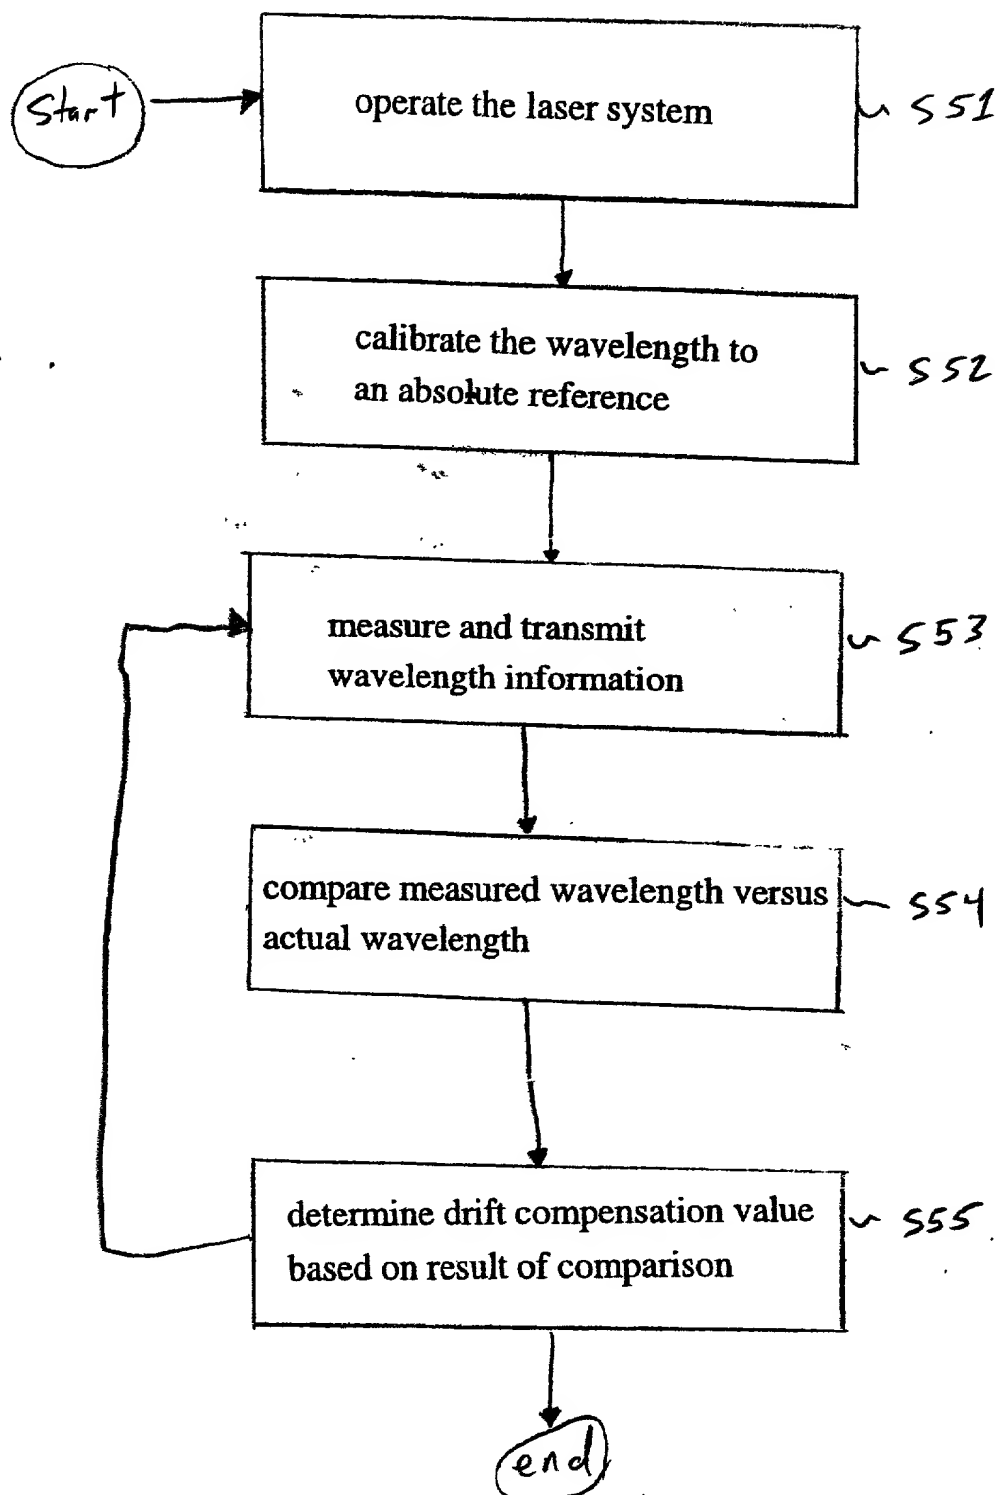 Start
operate the laser system
S51
calibrate the wavelength to
an absolute reference
S52
measure and transmit
wavelength information
S53
compare measured wavelength versus
actual wavelength
S54
determine drift compensation value
based on result of comparison
S55
end